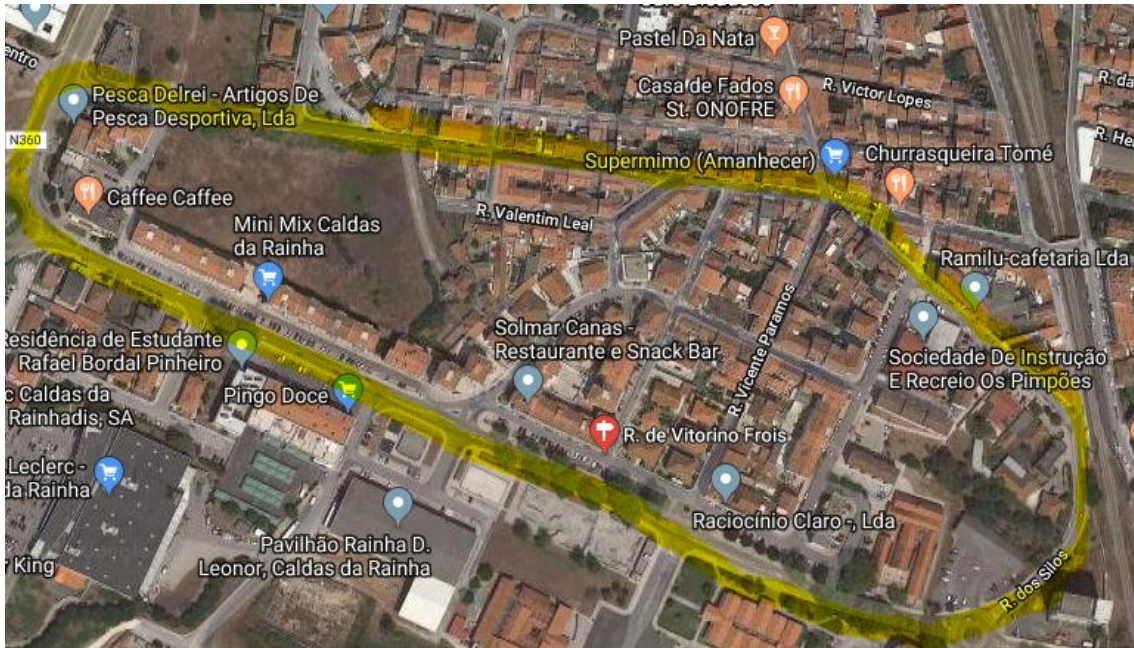 Pastel Da Nata
Casa de Fados
St. ONOFRE
R. Victor Lopes
R. da
R. He
Pesca Delrei - Artigos De
Pesca Desportiva, Lda
N360
Supermimo (Amanhecer)
Churrasqueira Tomé
Caffee Caffee
R. Valentim Leal
Mini Mix Caldas
da Rainha
Ramilu-cafetaria Lda
R. Vicente Paramos
Residência de Estudante
Rafael Bordal Pinheiro
Solmar Canas -
Restaurante e Snack Bar
Sociedade De Instrução
E Recreio Os Pimpões
Pingo Doce
c Caldas da
Rainhadis, SA
R. de Vitorino Frois
Leclerc -
da Rainha
Raciocínio Claro -, Lda
Pavilhão Rainha D.
Leonor, Caldas da Rainha
King
R. dos Silos